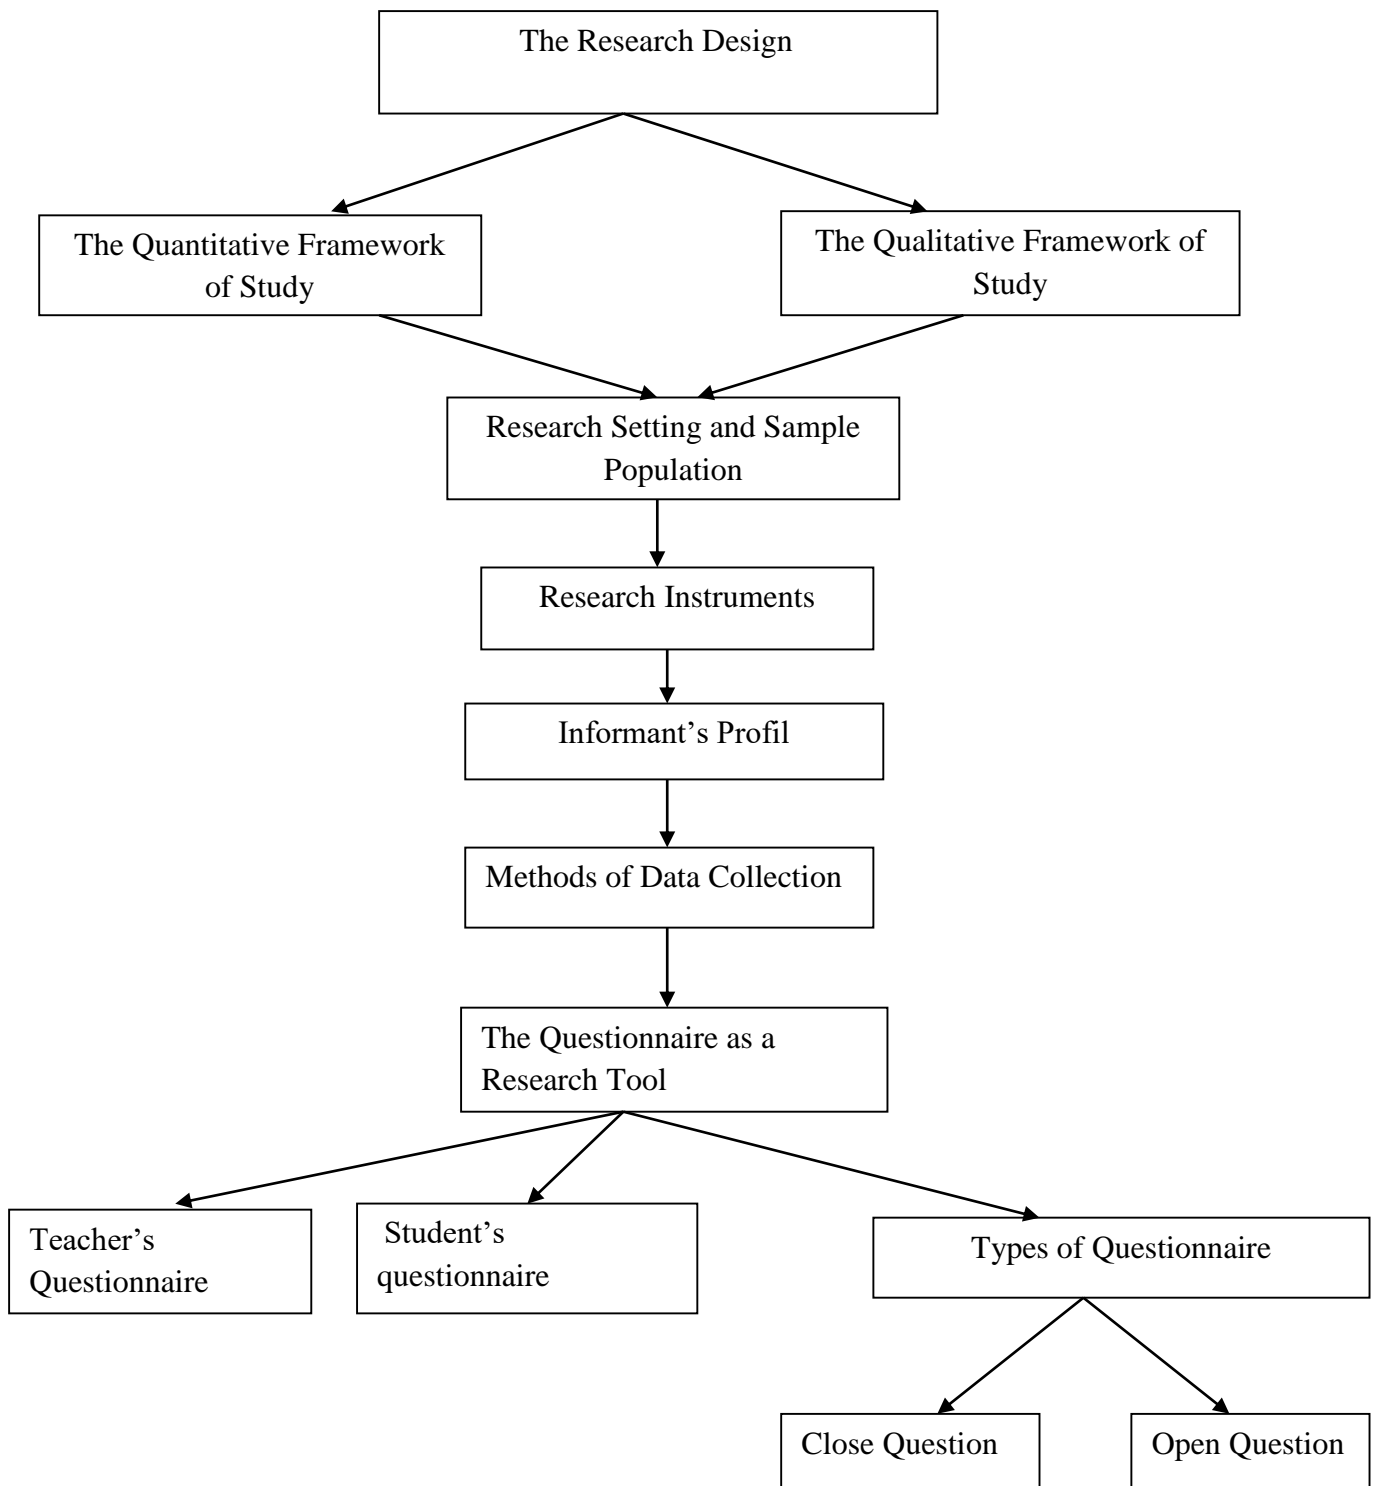 The Research Design
The Quantitative Framework
of Study
The Qualitative Framework of
Study
Research Setting and Sample
Population
Research Instruments
Informant’s Profil
Methods of Data Collection
The Questionnaire as a
Research Tool
Teacher’s
Questionnaire
Student’s
questionnaire
Types of Questionnaire
Close Question
Open Question